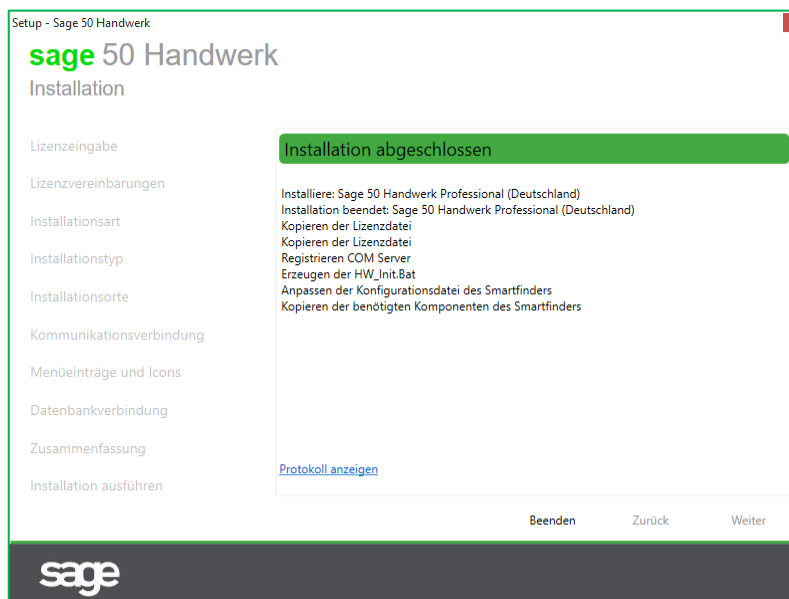 Setup - Sage 50 Handwerk
sage 50 Handwerk
Installation
Lizenzeingabe
Lizenzvereinbarungen
Installationsart
Installationstyp
Installationsorte
Kommunikationsverbindung
Menüeinträge und Icons
Datenbankverbindung
Zusammenfassung
Installation ausführen
Installation abgeschlossen
Installiere: Sage 50 Handwerk Professional (Deutschland)
Installation beendet: Sage 50 Handwerk Professional (Deutschland)
Kopieren der Lizenzdatei
Kopieren der Lizenzdatei
Registrieren COM Server
Erzeugen der HW_Init.Bat
Anpassen der Konfigurationsdatei des Smartfinders
Kopieren der benötigten Komponenten des Smartfinders
Protokoll anzeigen
Beenden Zurück Weiter
sage